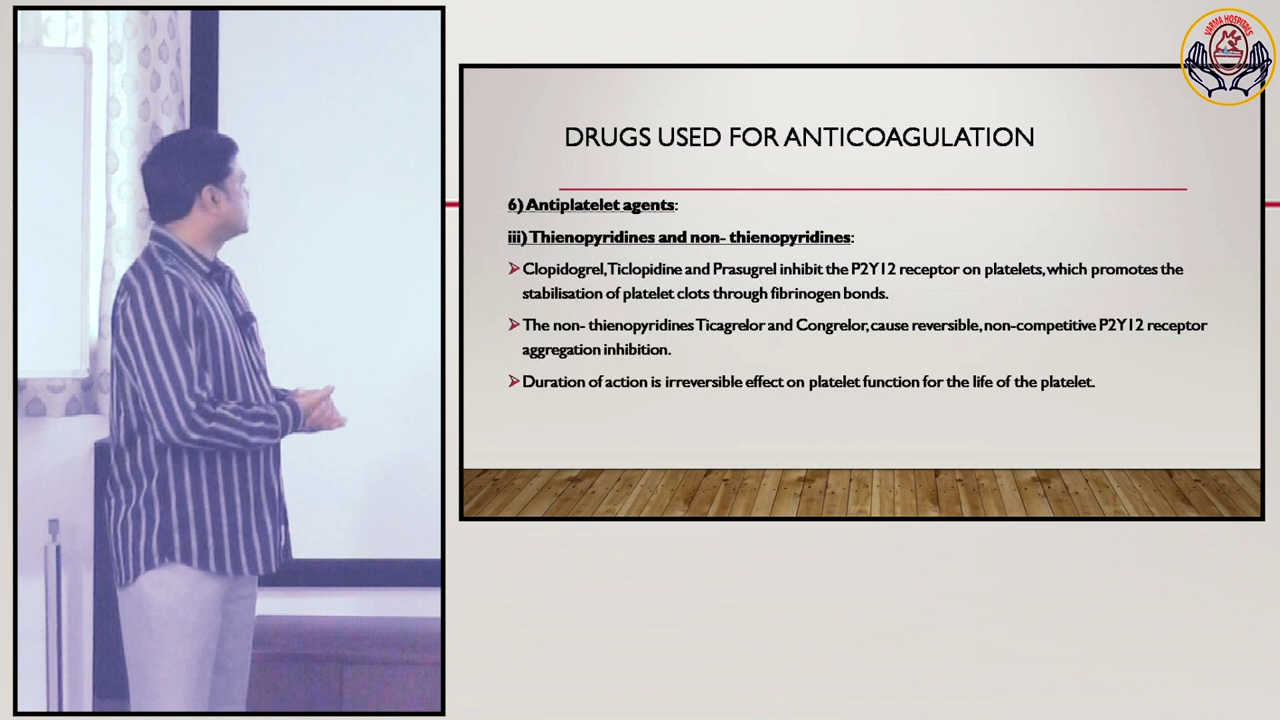 VARMA HOSPITALS
DRUGS USED FOR ANTICOAGULATION
6) Antiplatelet agents:
iii) Thienopyridines and non- thienopyridines:
Clopidogrel, Ticlopidine and Prasugrel inhibit the P2Y12 receptor on platelets, which promotes the
stabilisation of platelet clots through fibrinogen bonds.
The non- thienopyridines Ticagrelor and Congrelor, cause reversible, non-competitive P2Y12 receptor
aggregation inhibition.
Duration of action is irreversible effect on platelet function for the life of the platelet.